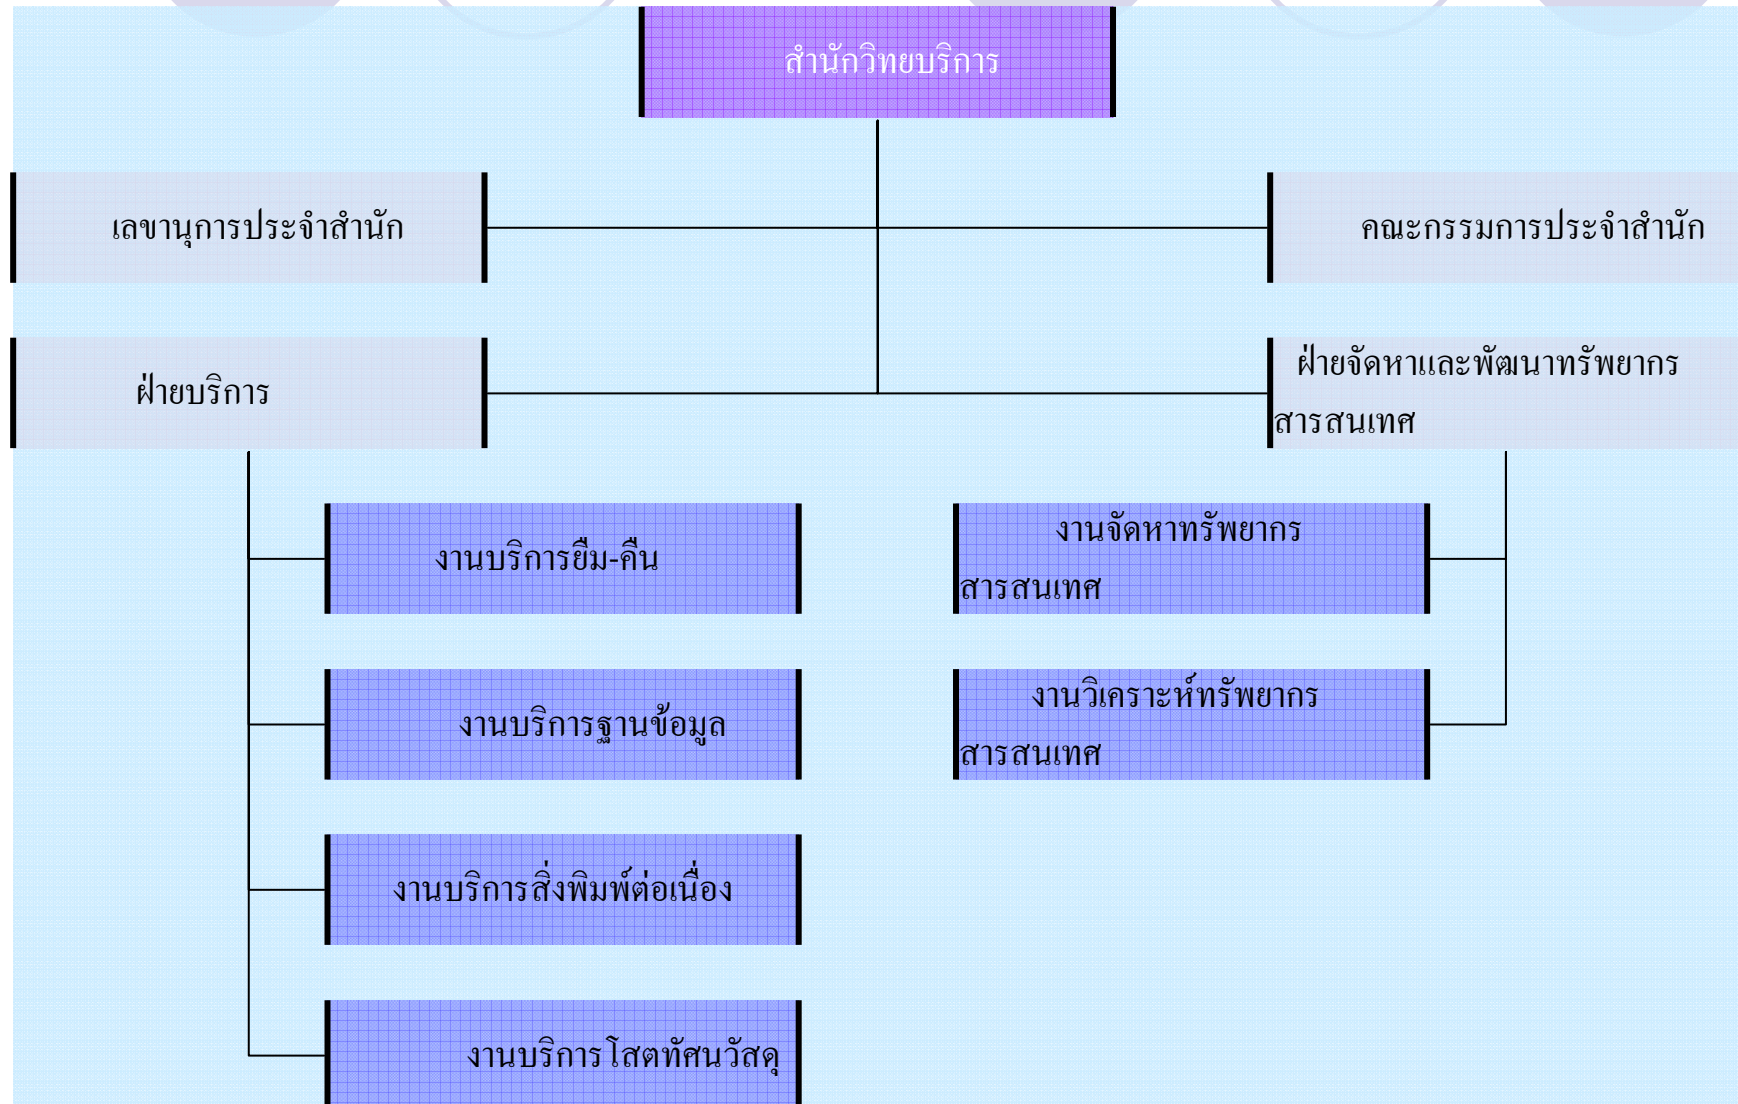 สำนักวิทยบริการ
เลขานุการประจำสำนัก
คณะกรรมการประจำสำนัก
ฝ่ายบริการ
ฝ่ายจัดหาและพัฒนาทรัพยากร
สารสนเทศ
งานบริการยืม-คืน
งานจัดหาทรัพยากร
สารสนเทศ
งานบริการฐานข้อมูล
งานวิเคราะห์ทรัพยากร
สารสนเทศ
งานบริการสิ่งพิมพ์ต่อเนื่อง
งานบริการโสตทัศนวัสดุ